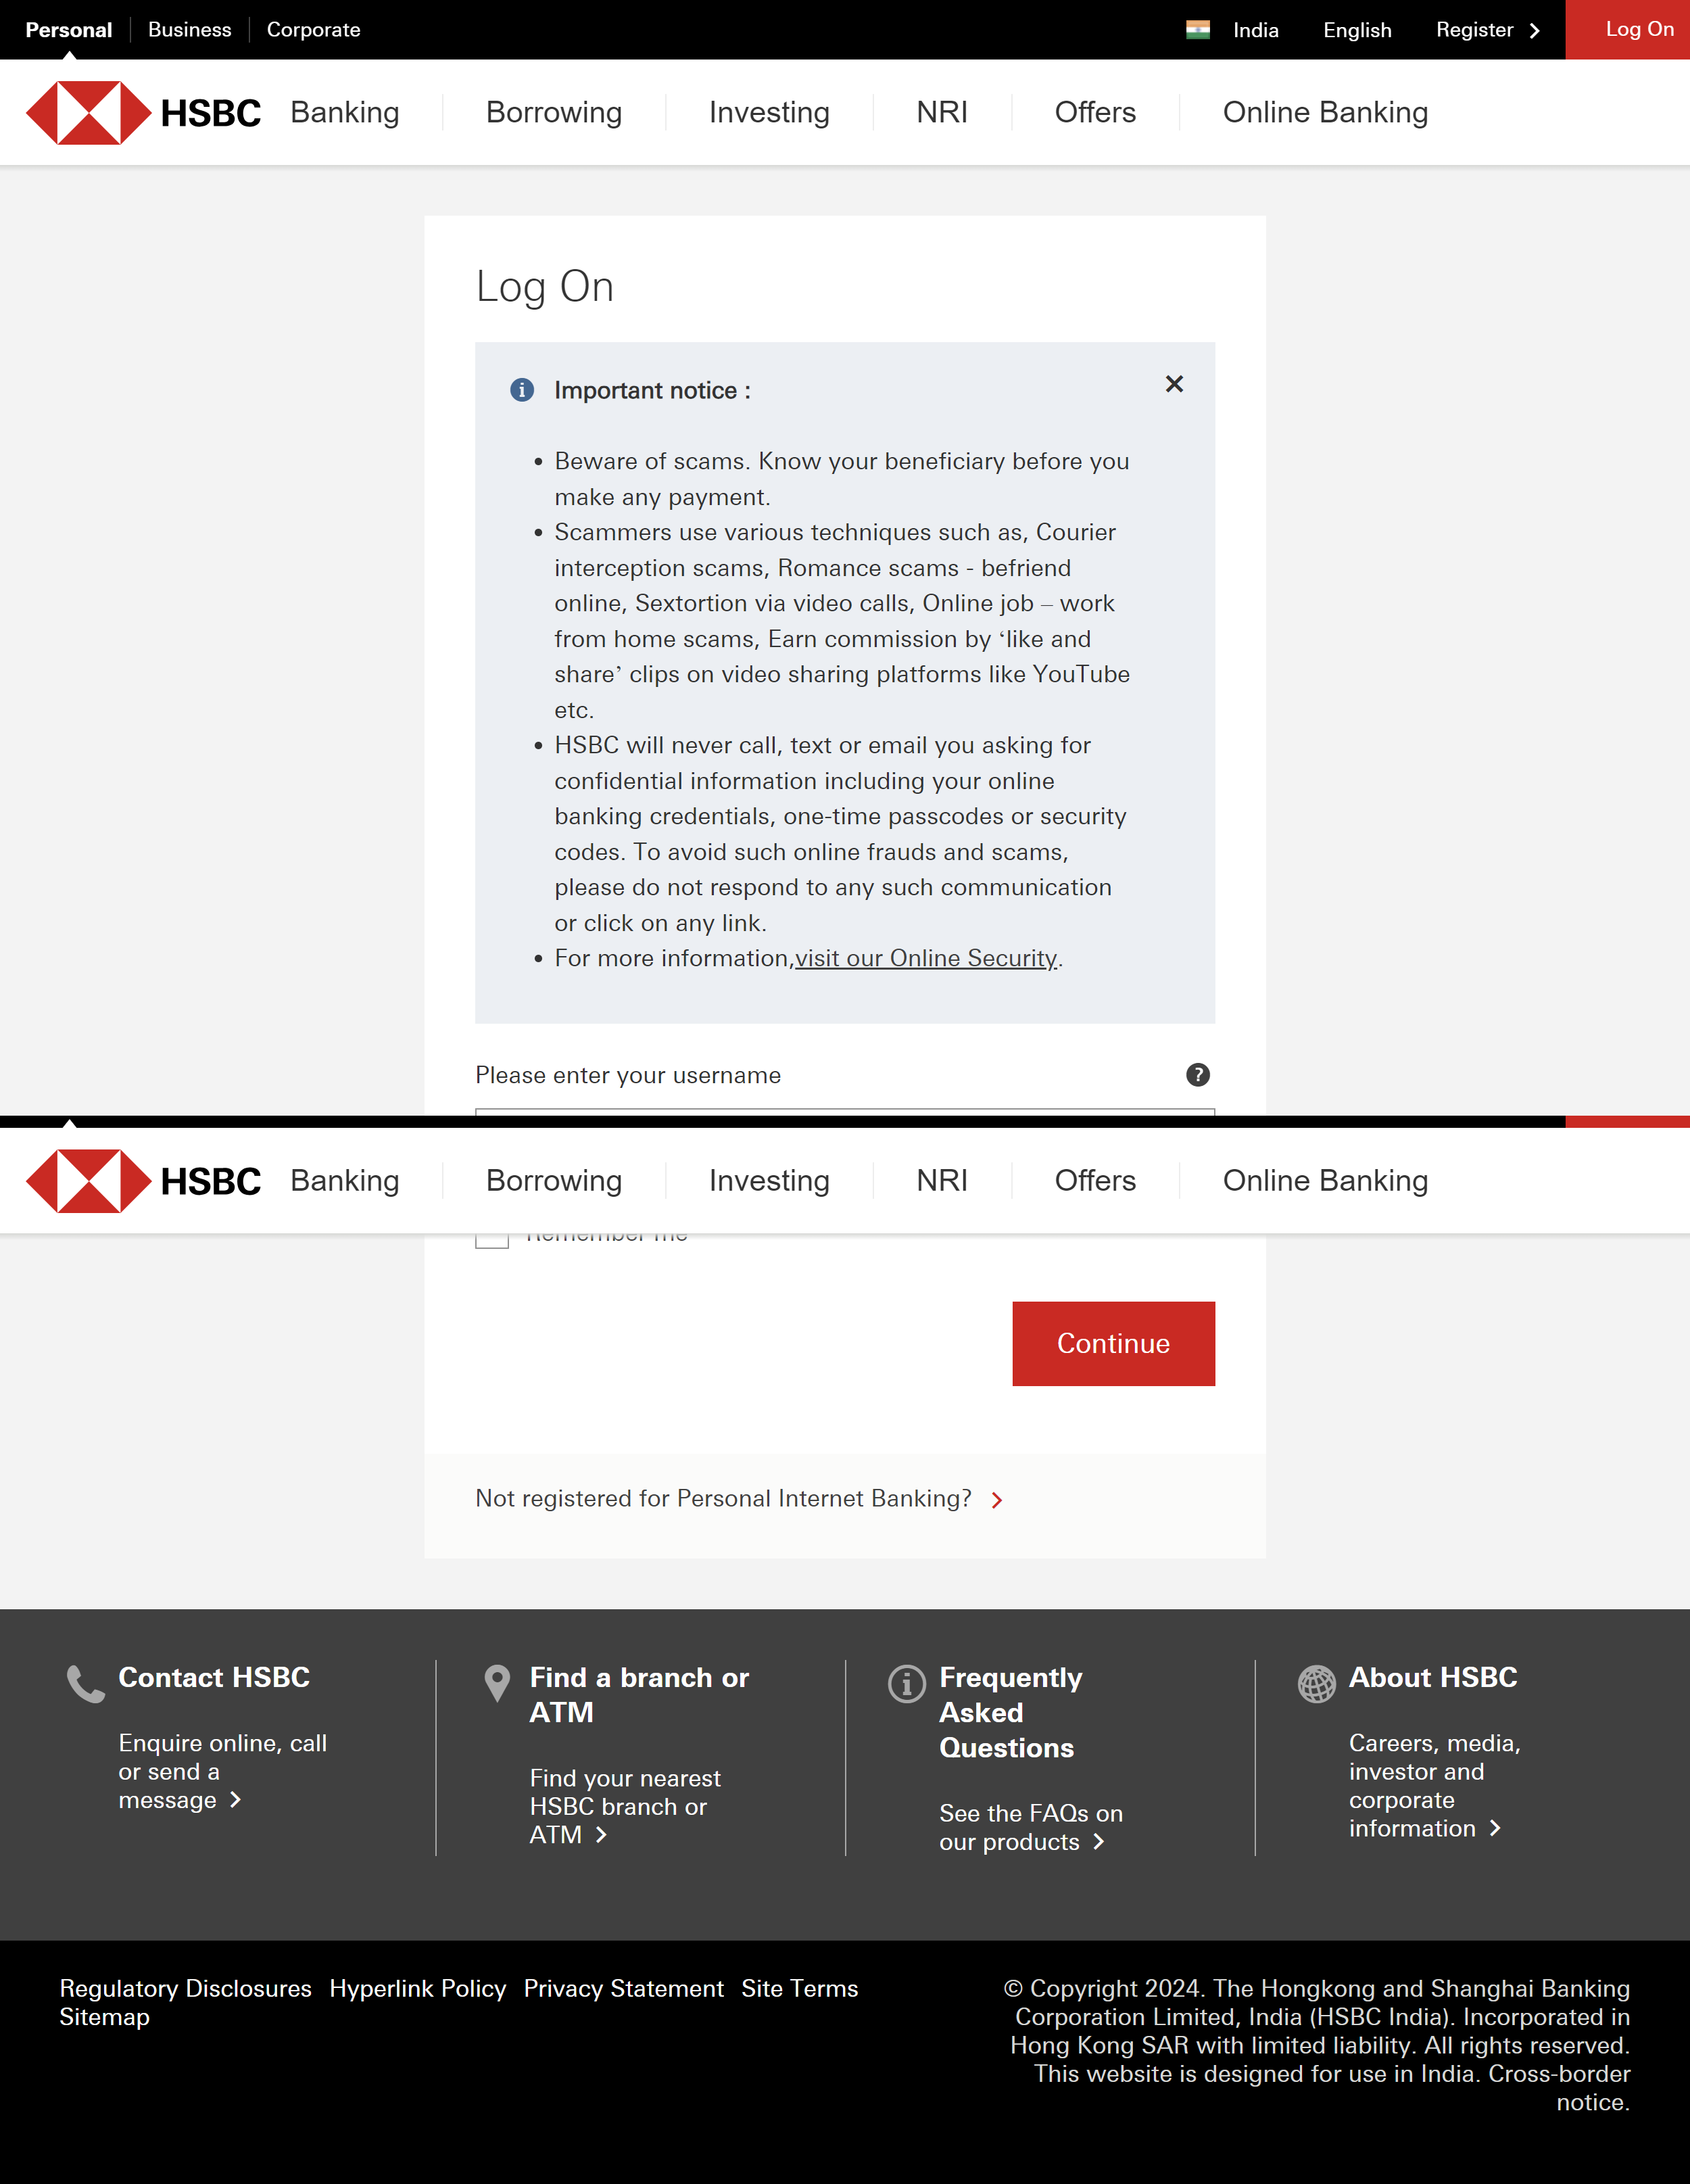 Personal Business Corporate India English Register Log On
HSBC Banking Borrowing Investing NRI Offers Online Banking
Log On
Important notice :
Beware of scams. Know your beneficiary before you
make any payment.
Scammers use various techniques such as, Courier
interception scams, Romance scams - befriend
online, Sextortion via video calls, Online job – work
from home scams, Earn commission by ‘like and
share’ clips on video sharing platforms like YouTube
etc.
HSBC will never call, text or email you asking for
confidential information including your online
banking credentials, one-time passcodes or security
codes. To avoid such online frauds and scams,
please do not respond to any such communication
or click on any link.
For more information,visit our Online Security.
Please enter your username
HSBC Banking Borrowing Investing NRI Offers Online Banking
Remember me
Continue
Not registered for Personal Internet Banking?
Contact HSBC
Enquire online, call
or send a
message
Find a branch or
ATM
Find your nearest
HSBC branch or
ATM
Frequently
Asked
Questions
See the FAQs on
our products
About HSBC
Careers, media,
investor and
corporate
information
Regulatory Disclosures Hyperlink Policy Privacy Statement Site Terms
Sitemap
© Copyright 2024. The Hongkong and Shanghai Banking
Corporation Limited, India (HSBC India). Incorporated in
Hong Kong SAR with limited liability. All rights reserved.
This website is designed for use in India. Cross-border
notice.